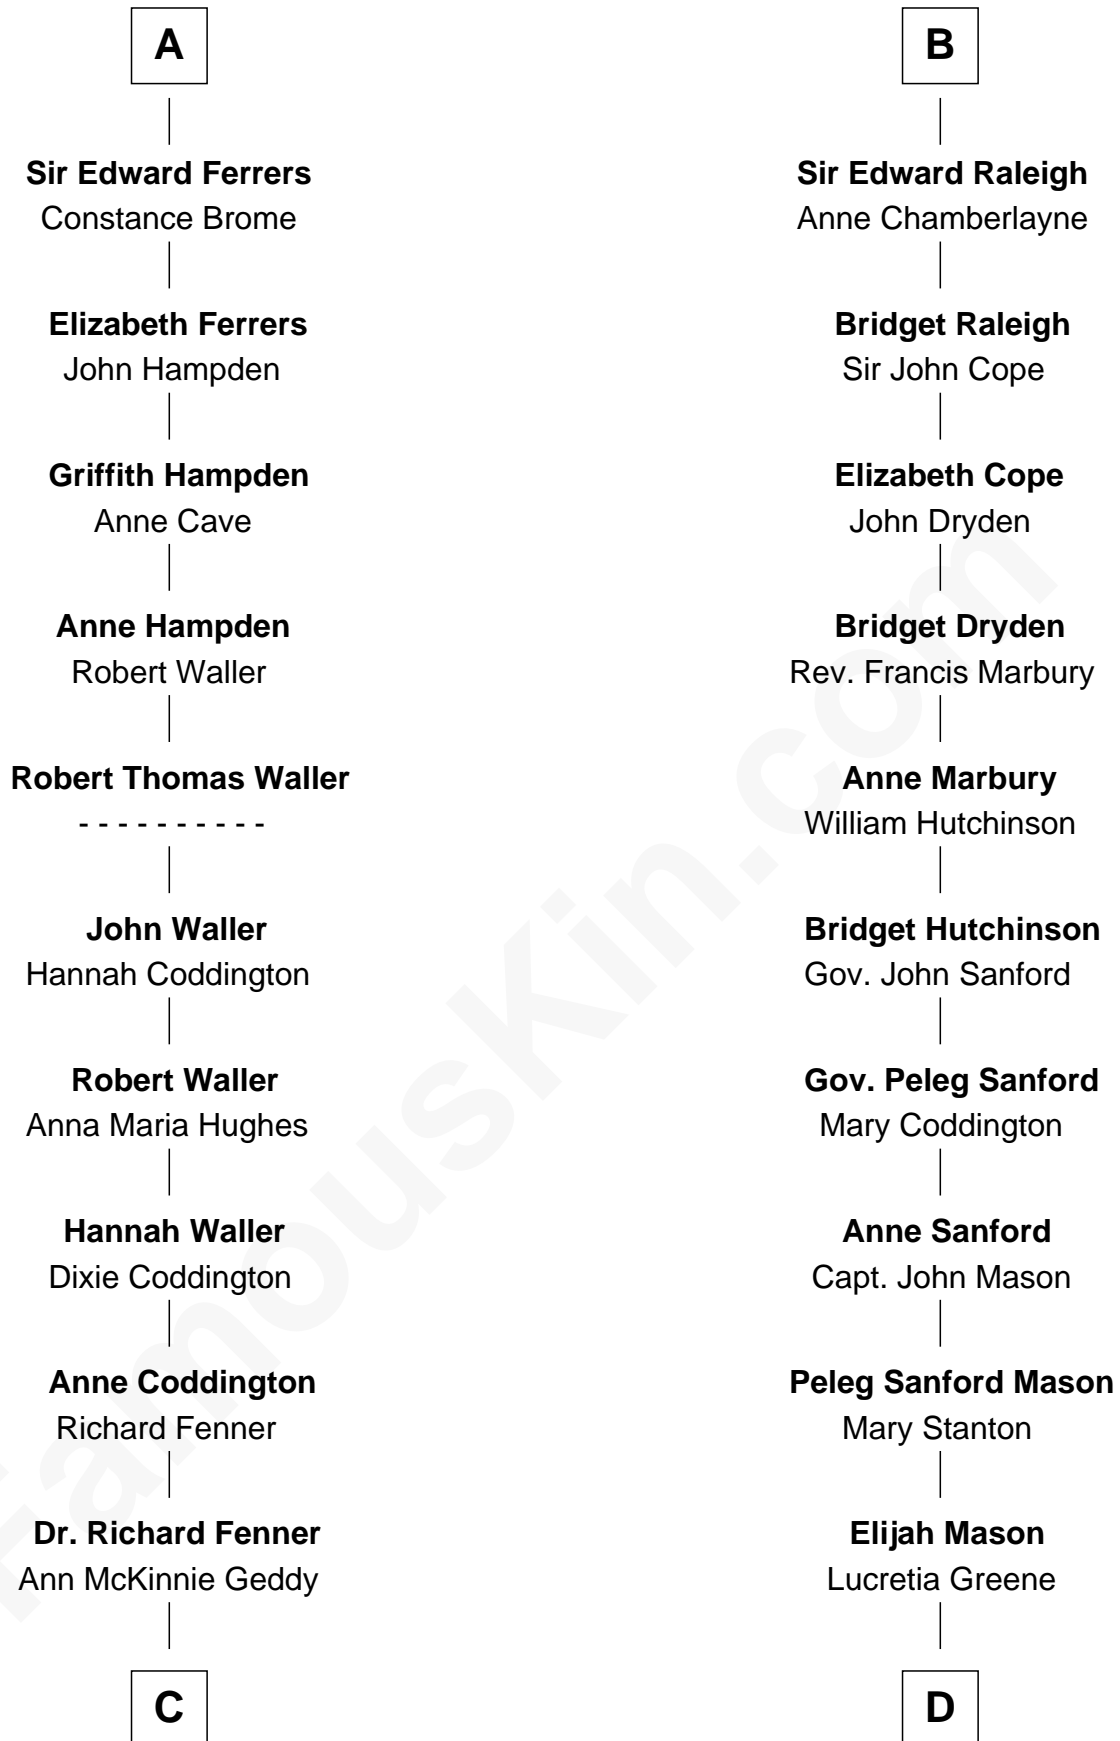 A
Sir Edward Ferrers
Constance Brome
Elizabeth Ferrers
John Hampden
Griffith Hampden
Anne Cave
Anne Hampden
Robert Waller
Robert Thomas Waller
- - - - - - - - - -
John Waller
Hannah Coddington
Robert Waller
Anna Maria Hughes
Hannah Waller
Dixie Coddington
Anne Coddington
Richard Fenner
Dr. Richard Fenner
Ann McKinnie Geddy
C
B
Sir Edward Raleigh
Anne Chamberlayne
Bridget Raleigh
Sir John Cope
Elizabeth Cope
John Dryden
Bridget Dryden
Rev. Francis Marbury
Anne Marbury
William Hutchinson
Bridget Hutchinson
Gov. John Sanford
Gov. Peleg Sanford
Mary Coddington
Anne Sanford
Capt. John Mason
Peleg Sanford Mason
Mary Stanton
Elijah Mason
Lucretia Greene
D
FamousKin.com